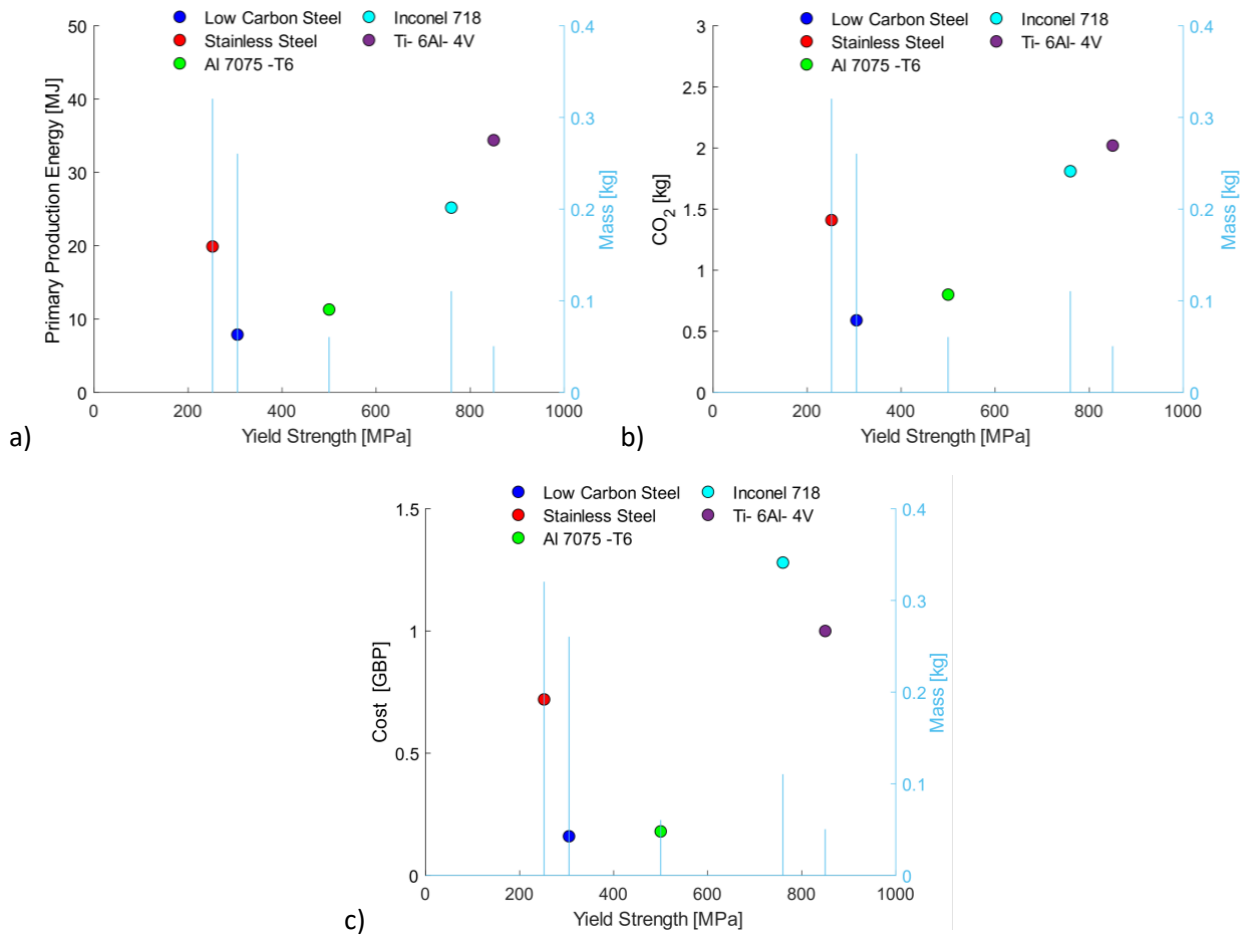 Low Carbon Steel
Stainless Steel
Al 7075 -T6
Inconel 718
Ti- 6Al- 4V
50
40
30
20
10
0
Primary Production Energy [MJ]
0.4
0.3
0.2
0.1
0
Mass [kg]
0 200 400 600 800 1000
Yield Strength [MPa]
a)
Low Carbon Steel
Stainless Steel
Al 7075 -T6
Inconel 718
Ti- 6Al- 4V
3
2.5
2
1.5
1
0.5
0
CO2 [kg]
0.4
0.3
0.2
0.1
0
Mass [kg]
0 200 400 600 800 1000
Yield Strength [MPa]
b)
Low Carbon Steel
Stainless Steel
Al 7075 -T6
Inconel 718
Ti- 6Al- 4V
1.5
1
0.5
0
Cost [GBP]
0.4
0.3
0.2
0.1
0
Mass [kg]
0 200 400 600 800 1000
Yield Strength [MPa]
c)